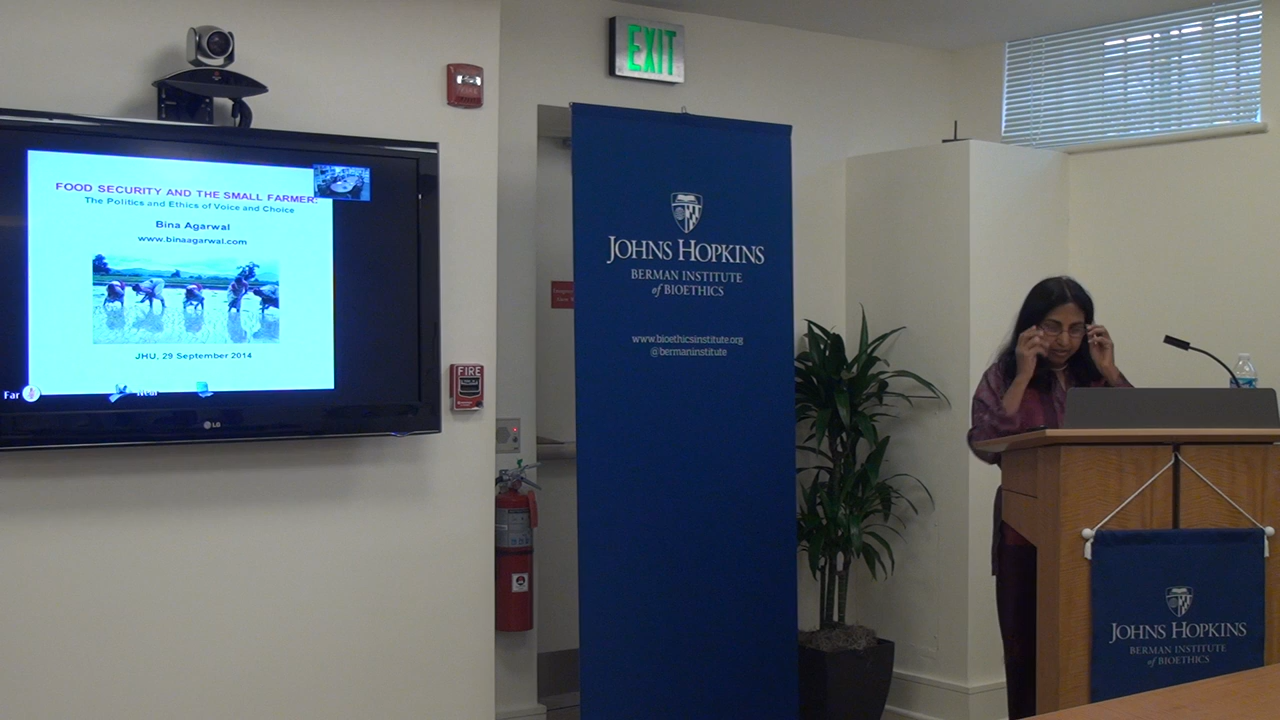 FOOD SECURITY AND THE SMALL FARMER:
The Politics and Ethics of Voice and Choice
Bina Agarwal
www.binaagarwal.com
JHU, 29 September 2014
Far
Near
LG
FIRE
FIRE
EXIT
JOHNS HOPKINS
BERMAN INSTITUTE
of BIOETHICS
www.bioethicsinstitute.org
@bermaninstitute
JOHNS HOPKINS
BERMAN INSTITUTE
of BIOETHICS